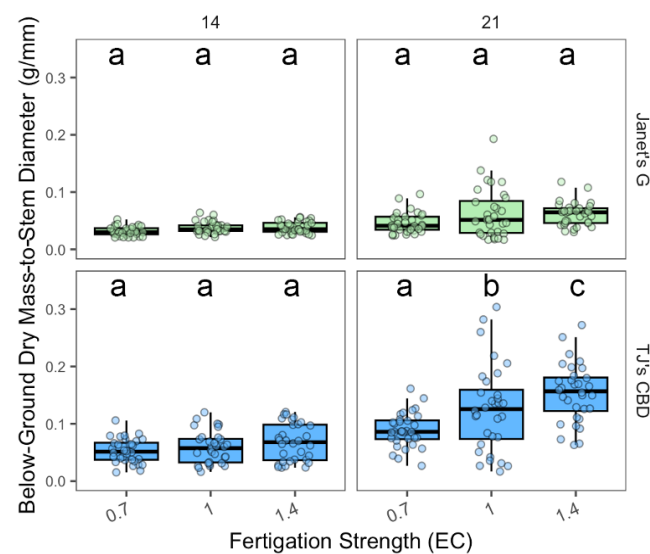 14 21
a a a a a a
0.3
0.2
0.1
0.0
Janet's G
a a a a b c
0.3
0.2
0.1
0.0
TJ's CBD
Below-Ground Dry Mass-to-Stem Diameter (g/mm)
0.7 1 1.4 0.7 1 1.4
Fertigation Strength (EC)